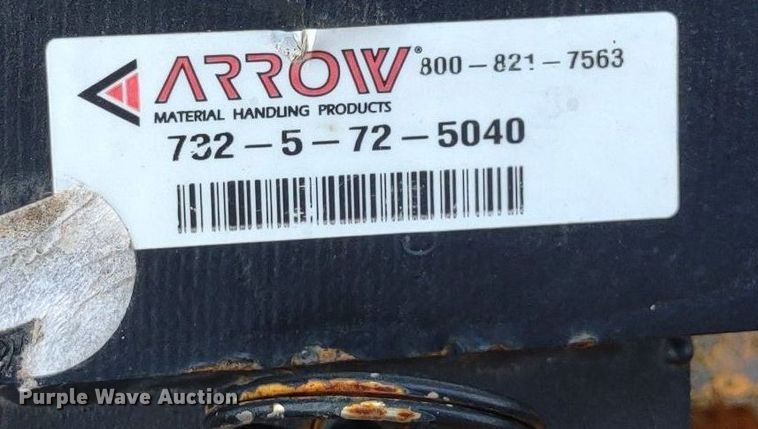 ARROW® 800-821-7563
MATERIAL HANDLING PRODUCTS
732-5-72-5040
Purple Wave Auction